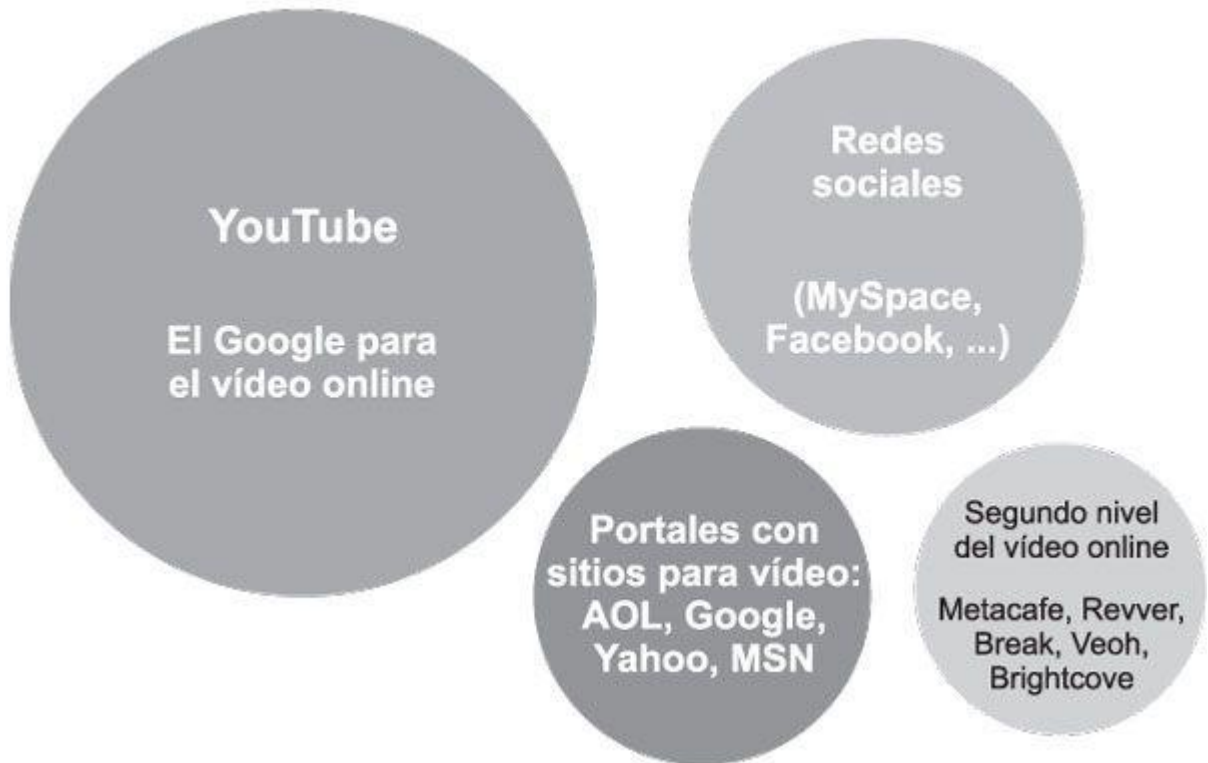 YouTube
El Google para
el vídeo online
Redes
sociales
(MySpace,
Facebook, ...)
Portales con
sitios para vídeo:
AOL, Google,
Yahoo, MSN
Segundo nivel
del vídeo online
Metacafe, Revver,
Break, Veoh,
Brightcove